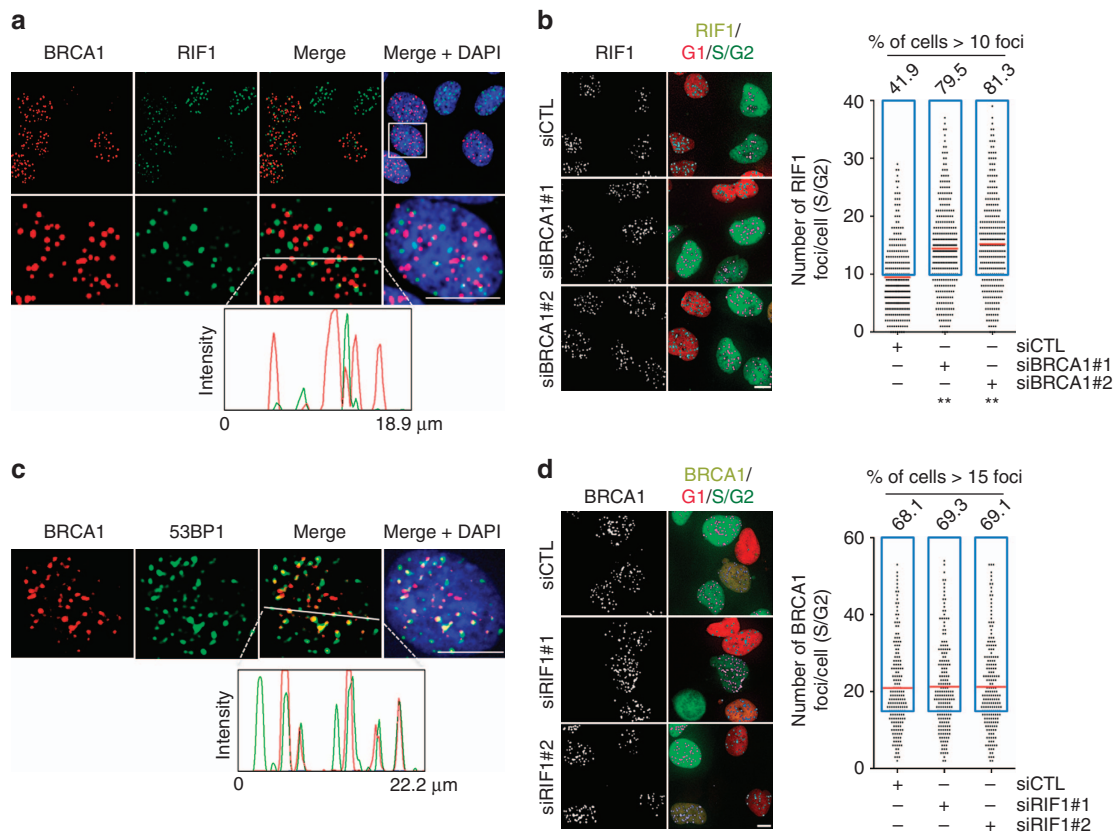 a
BRCA1 RIF1 Merge Merge + DAPI
Intensity
0 18.9 μm
b
RIF1 RIF1/
G1/S/G2
siCTL
siBRCA1#1
siBRCA1#2
% of cells > 10 foci
41.9 79.5 81.3
Number of RIF1
foci/cell (S/G2)
40
30
20
10
0
+ – – siCTL
– + – siBRCA1#1
– – + siBRCA1#2
** **
c
BRCA1 53BP1 Merge Merge + DAPI
Intensity
0 22.2 μm
d
BRCA1 BRCA1/
G1/S/G2
siCTL
siRIF1#1
siRIF1#2
% of cells > 15 foci
68.1 69.3 69.1
Number of BRCA1
foci/cell (S/G2)
60
40
20
0
+ – – siCTL
– + – siRIF1#1
– – + siRIF1#2